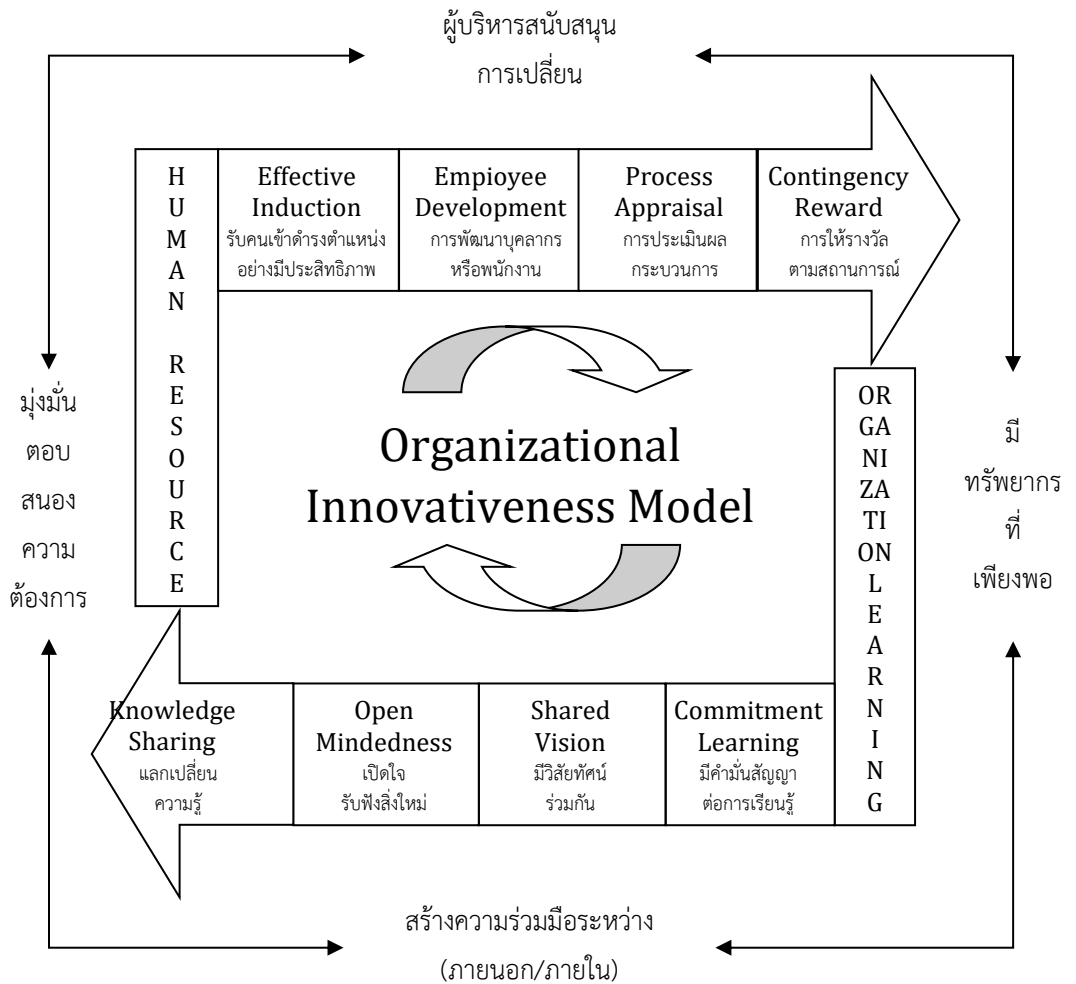 ผู้บริหารสนับสนุน
การเปลี่ยน
H
U
M
A
N
R
E
S
O
U
R
C
E
Effective
Induction
รับคนเข้าดำรงตำแหน่ง
อย่างมีประสิทธิภาพ
Empioyee
Development
การพัฒนาบุคลากร
หรือพนักงาน
Process
Appraisal
การประเมินผล
กระบวนการ
Contingency
Reward
การให้รางวัล
ตามสถานการณ์
มุ่งมั่น
ตอบ
สนอง
ความ
ต้องการ
Organizational
Innovativeness Model
OR
GA
NI
ZA
TI
ON
L
E
A
R
N
I
N
G
มี
ทรัพยากร
ที่
เพียงพอ
Knowledge
Sharing
แลกเปลี่ยน
ความรู้
Open
Mindedness
เปิดใจ
รับฟังสิ่งใหม่
Shared
Vision
มีวิสัยทัศน์
ร่วมกัน
Commitment
Learning
มีคำมั่นสัญญา
ต่อการเรียนรู้
สร้างความร่วมมือระหว่าง
(ภายนอก/ภายใน)